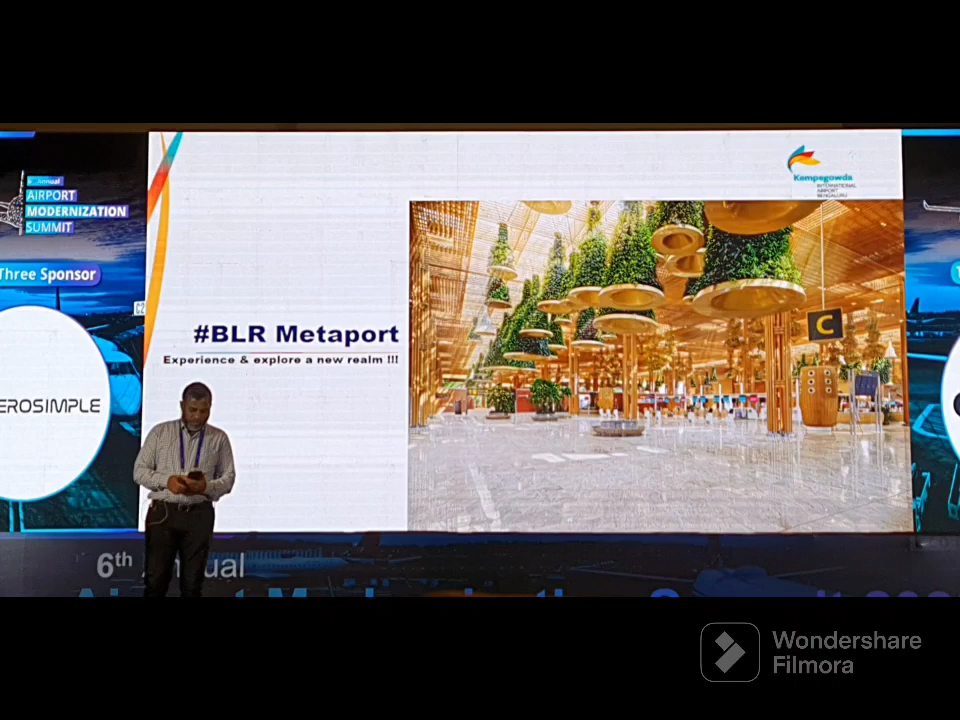 Annual
AIRPORT
MODERNIZATION
SUMMIT
Three Sponsor
EROSIMPLE
#BLR Metaport
Experience & explore a new realm !!!
Kempegowda
INTERNATIONAL
AIRPORT
BENGALURU
C
6th Annual
Wondershare
Filmora